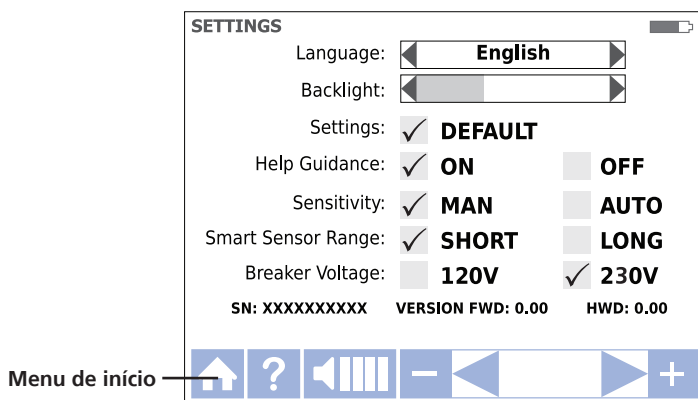 SETTINGS
Language: English
Backlight:
Settings: DEFAULT
Help Guidance: ON OFF
Sensitivity: MAN AUTO
Smart Sensor Range: SHORT LONG
Breaker Voltage: 120V 230V
SN: XXXXXXXXXX VERSION FWD: 0.00 HWD: 0.00
Menu de início ? − +